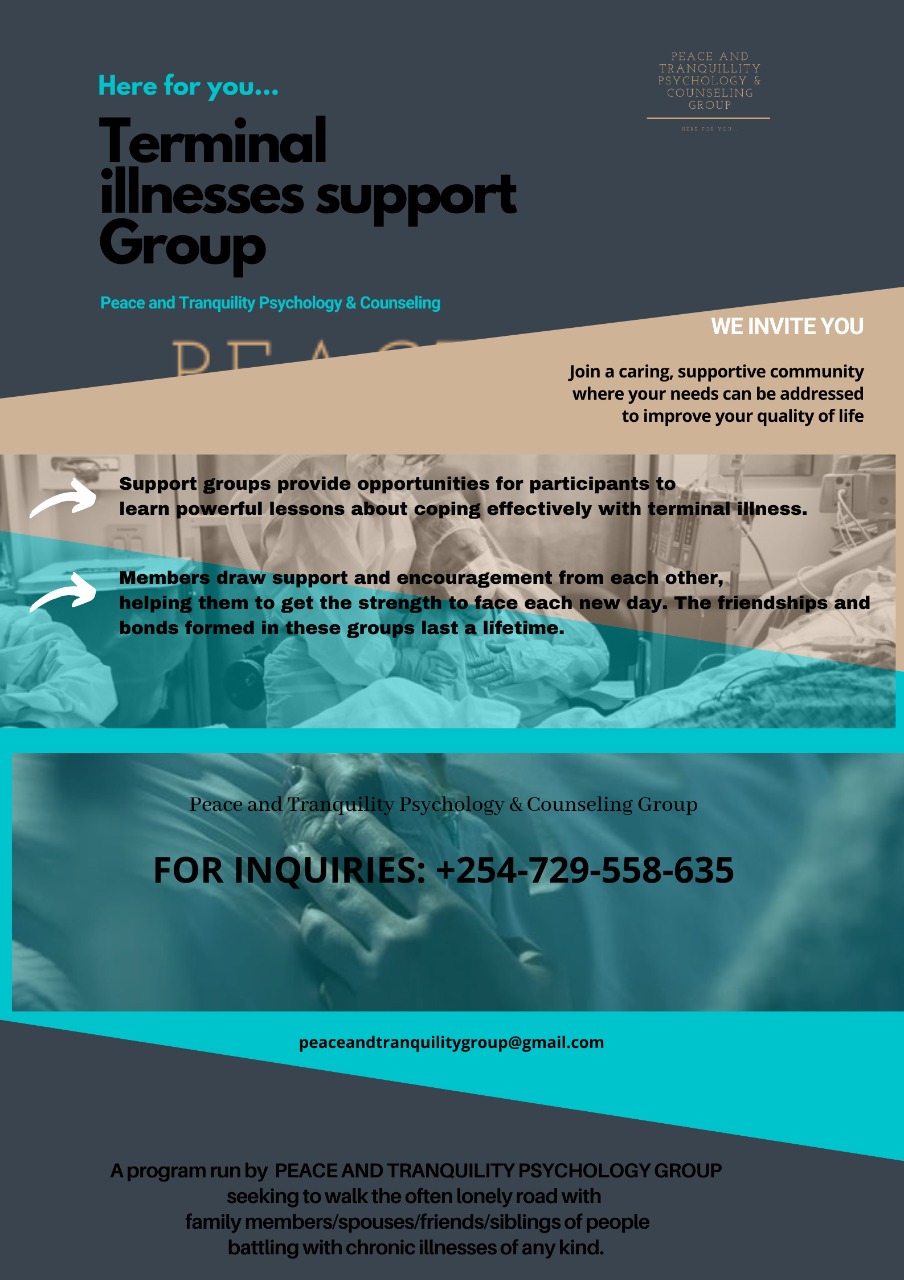 Here for you...
PEACE AND
TRANQUILLITY
PSYCHOLOGY &
COUNSELING
GROUP
HERE FOR YOU
Terminal
illnesses support
Group
Peace and Tranquility Psychology & Counseling
WE INVITE YOU
Join a caring, supportive community
where your needs can be addressed
to improve your quality of life
Support groups provide opportunities for participants to
learn powerful lessons about coping effectively with terminal illness.
Members draw support and encouragement from each other,
helping them to get the strength to face each new day. The friendships and
bonds formed in these groups last a lifetime.
Peace and Tranquility Psychology & Counseling Group
FOR INQUIRIES: +254-729-558-635
peaceandtranquilitygroup@gmail.com
A program run by PEACE AND TRANQUILITY PSYCHOLOGY GROUP
seeking to walk the often lonely road with
family members/spouses/friends/siblings of people
battling with chronic illnesses of any kind.